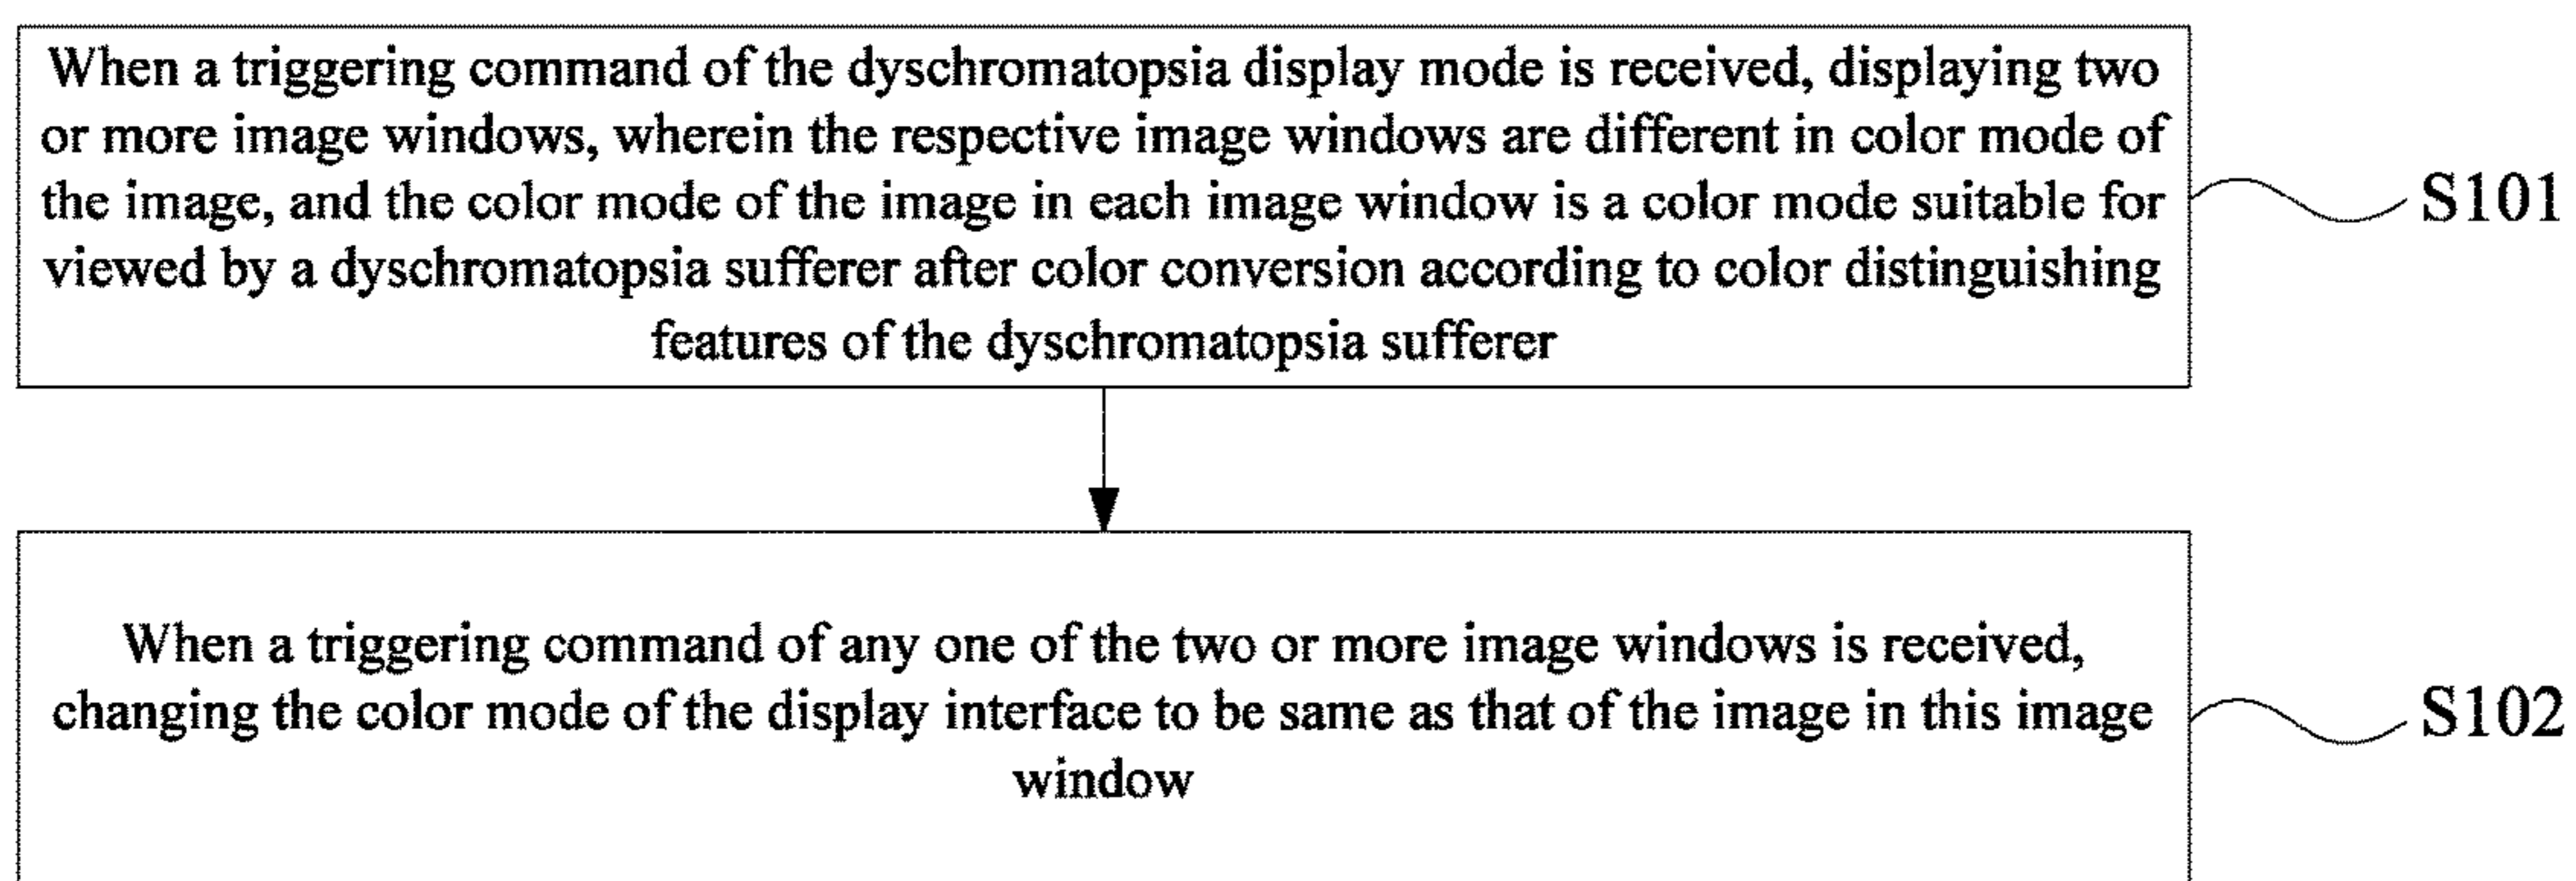 When a triggering command of the dyschromatopsia display mode is received, displaying two
or more image windows, wherein the respective image windows are different in color mode of
the image, and the color mode of the image in each image window is a color mode suitable for
viewed by a dyschromatopsia sufferer after color conversion according to color distinguishing
features of the dyschromatopsia sufferer
S101
When a triggering command of any one of the two or more image windows is received,
changing the color mode of the display interface to be same as that of the image in this image
window
S102